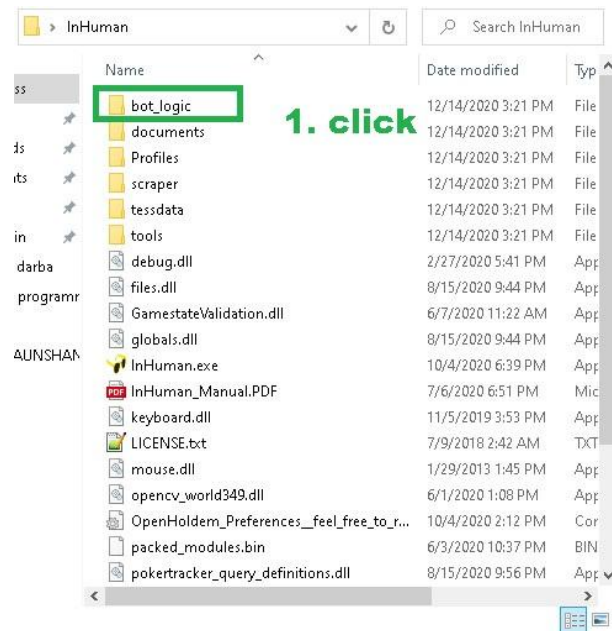 InHuman
Search InHuman
Name
Date modified
Typ
ss
bot_logic
12/14/2020 3:21 PM
File
1. click
documents
12/14/2020 3:21 PM
File
ds
Profiles
12/14/2020 3:21 PM
File
its
scraper
12/14/2020 3:21 PM
File
tessdata
12/14/2020 3:21 PM
File
in
tools
12/14/2020 3:21 PM
File
darba
debug.dll
2/27/2020 5:41 PM
App
programr
files.dll
8/15/2020 9:44 PM
App
GamestateValidation.dll
6/7/2020 11:22 AM
App
globals.dll
8/15/2020 9:44 PM
App
AUNSHAN
InHuman.exe
10/4/2020 6:39 PM
App
PDF
InHuman_Manual.PDF
7/6/2020 6:51 PM
Mic
keyboard.dll
11/5/2019 3:53 PM
App
LICENSE.txt
7/9/2018 2:42 AM
TXT
mouse.dll
1/29/2013 1:45 PM
App
opencv_world349.dll
6/1/2020 1:08 PM
App
OpenHoldem_Preferences__feel_free_to_r...
10/4/2020 2:12 PM
Cor
packed_modules.bin
6/3/2020 10:37 PM
BIN
pokertracker_query_definitions.dll
8/15/2020 9:56 PM
App